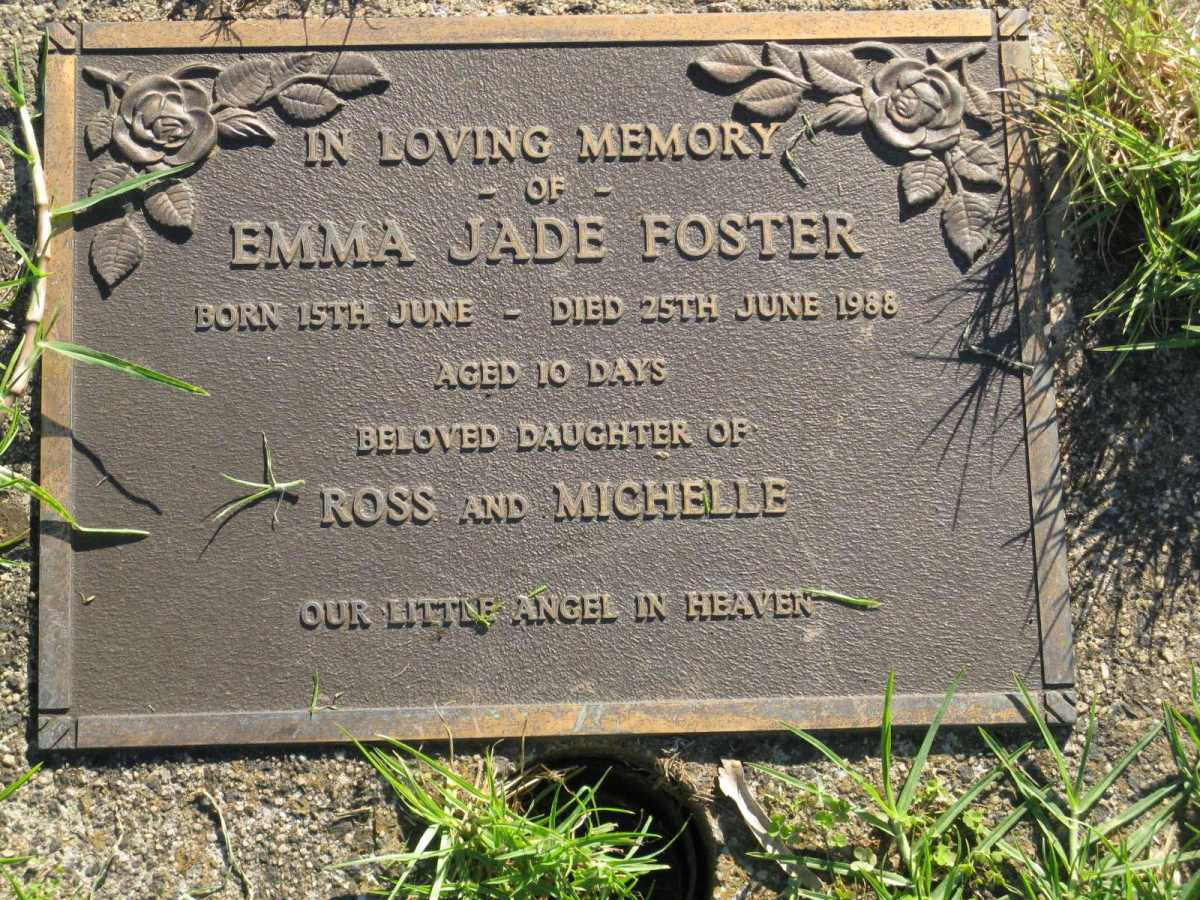 IN LOVING MEMORY
- OF -
EMMA JADE FOSTER
BORN 15TH JUNE - DIED 25TH JUNE 1988
AGED 10 DAYS
BELOVED DAUGHTER OF
ROSS AND MICHELLE
OUR LITTLE ANGEL IN HEAVEN